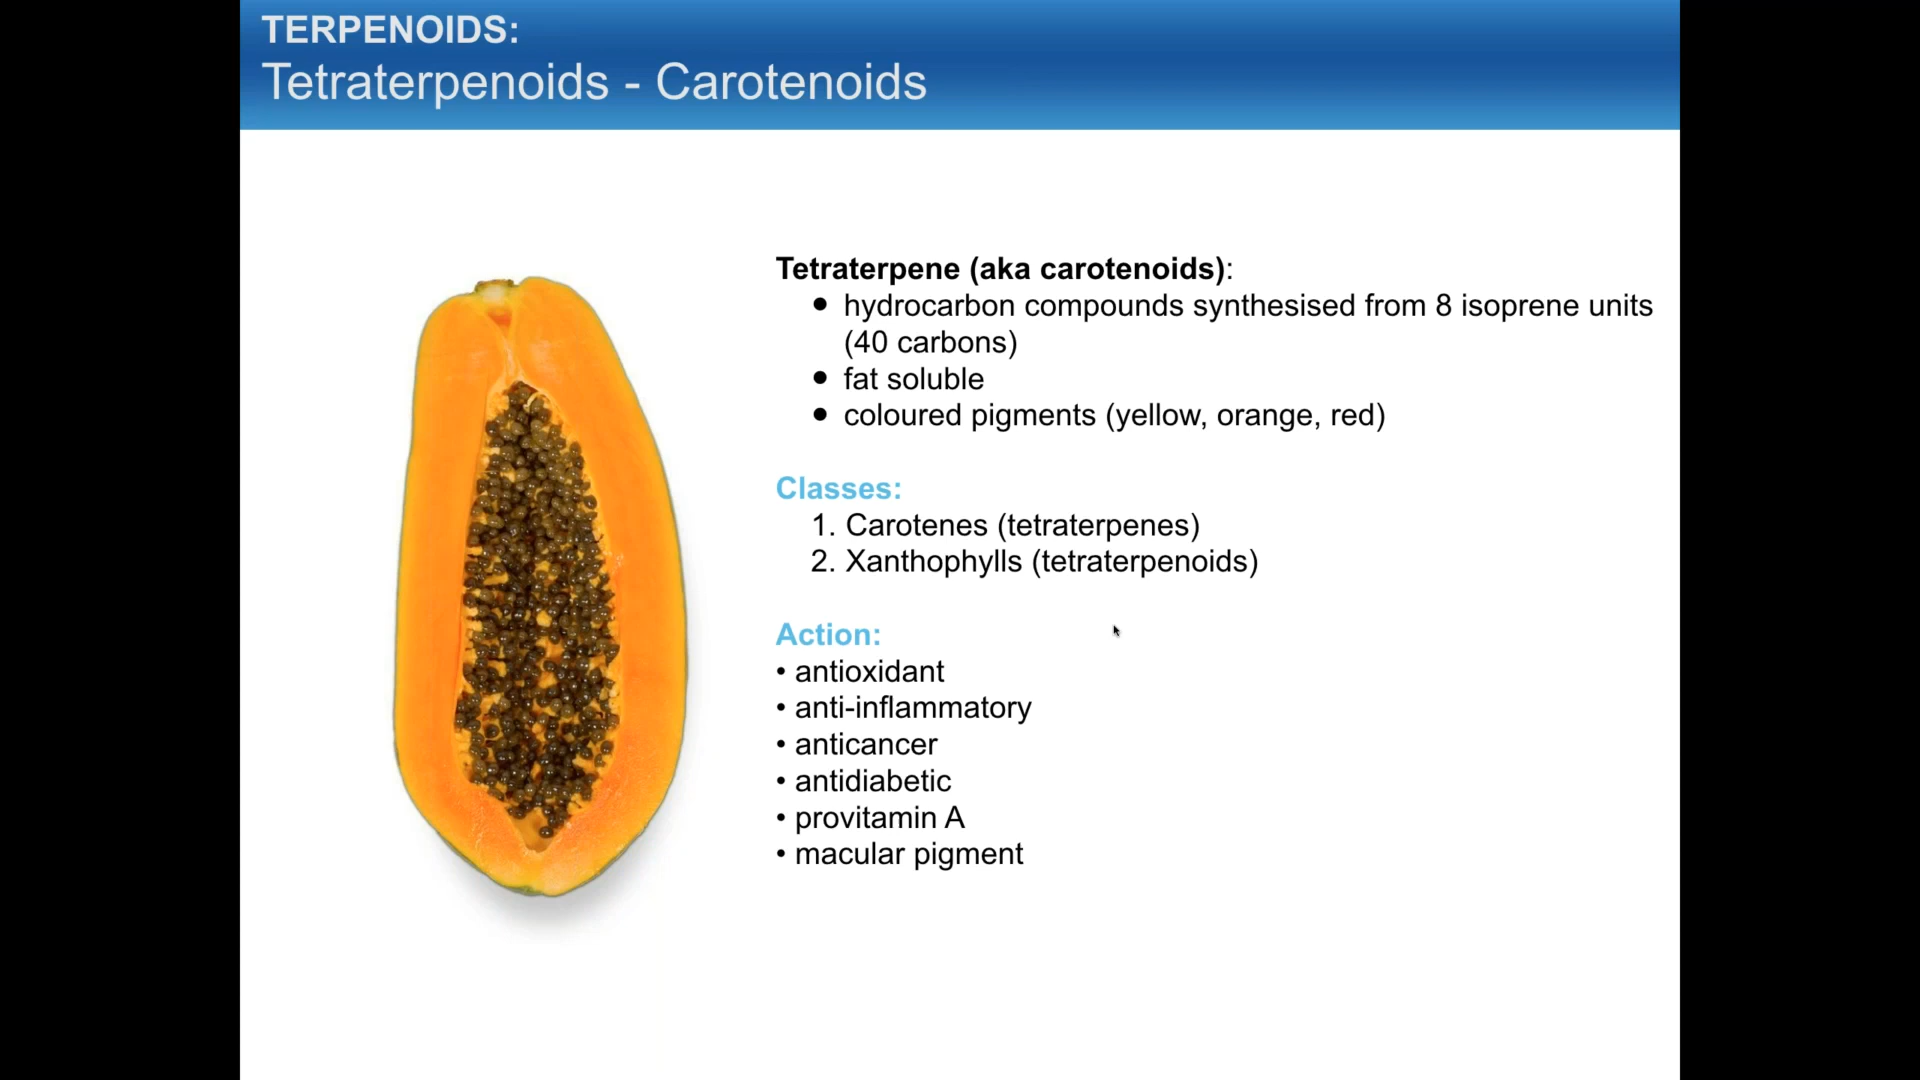 TERPENOIDS:
Tetraterpenoids - Carotenoids
Tetraterpene (aka carotenoids):
● hydrocarbon compounds synthesised from 8 isoprene units
(40 carbons)
● fat soluble
● coloured pigments (yellow, orange, red)
Classes:
1. Carotenes (tetraterpenes)
2. Xanthophylls (tetraterpenoids)
Action:
• antioxidant
• anti-inflammatory
• anticancer
• antidiabetic
• provitamin A
• macular pigment